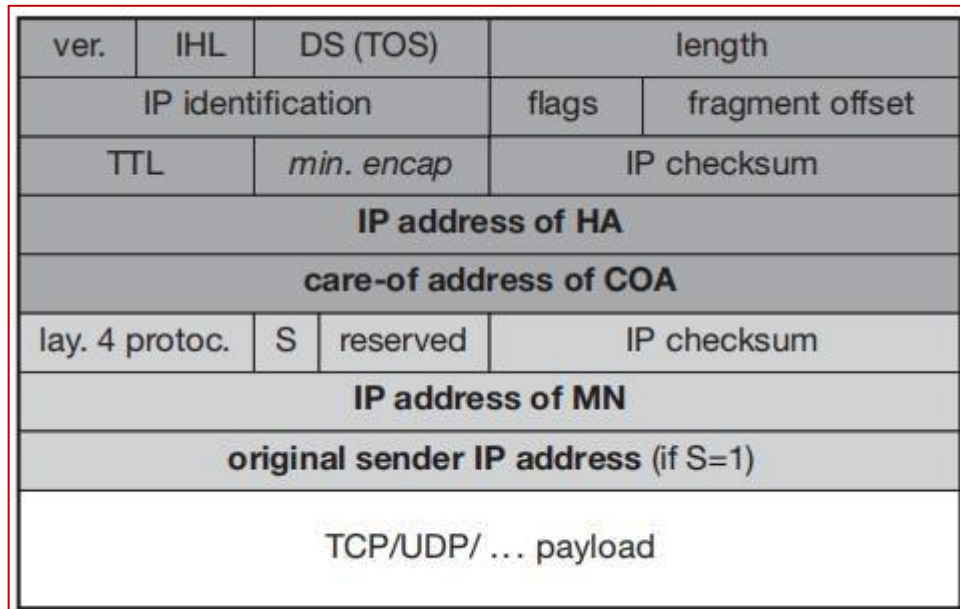 ver. IHL DS (TOS) length
IP identification flags fragment offset
TTL min. encap IP checksum
IP address of HA
care-of address of COA
lay. 4 protoc. S reserved IP checksum
IP address of MN
original sender IP address (if S=1)
TCP/UDP/ ... payload